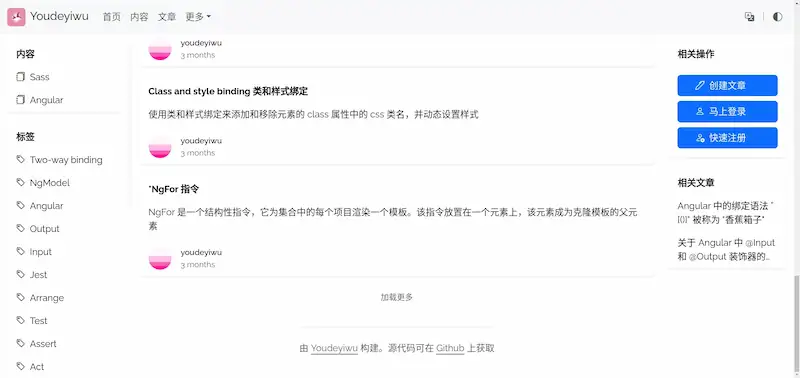 Youdeyiwu 首页 内容 文章 更多
内容
Sass
Angular
标签
Two-way binding
NgModel
Angular
Output
Input
Jest
Arrange
Test
Assert
Act
youdeyiwu
3 months
Class and style binding 类和样式绑定
使用类和样式绑定来添加和移除元素的 class 属性中的 css 类名，并动态设置样式
youdeyiwu
3 months
*NgFor 指令
NgFor 是一个结构性指令，它为集合中的每个项目渲染一个模板。该指令放置在一个元素上，该元素成为克隆模板的父元
素
youdeyiwu
3 months
加载更多
由 Youdeyiwu 构建。源代码可在 Github 上获取
相关操作
创建文章
马上登录
快速注册
相关文章
Angular 中的绑定语法 "
[()]" 被称为 "香蕉箱子"
关于 Angular 中 @Input
和 @Output 装饰器的...